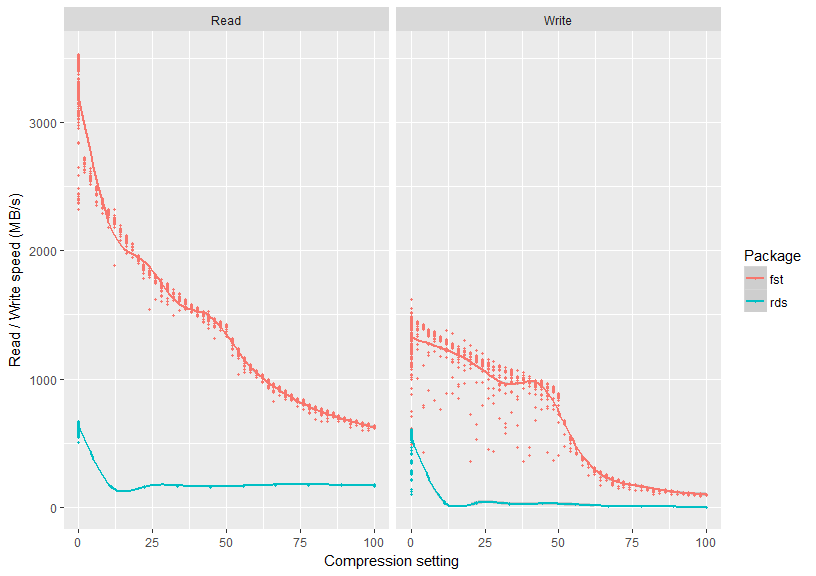 Read
Write
3000
2000
1000
0
Read / Write speed (MB/s)
0 25 50 75 100
0 25 50 75 100
Compression setting
Package
fst
rds